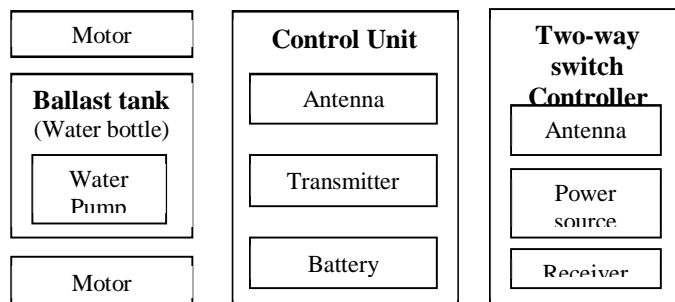 Motor
Ballast tank
(Water bottle)
Water
Pump
Motor
Control Unit
Antenna
Transmitter
Battery
Two-way
switch
Controller
Antenna
Power
source
Receiver